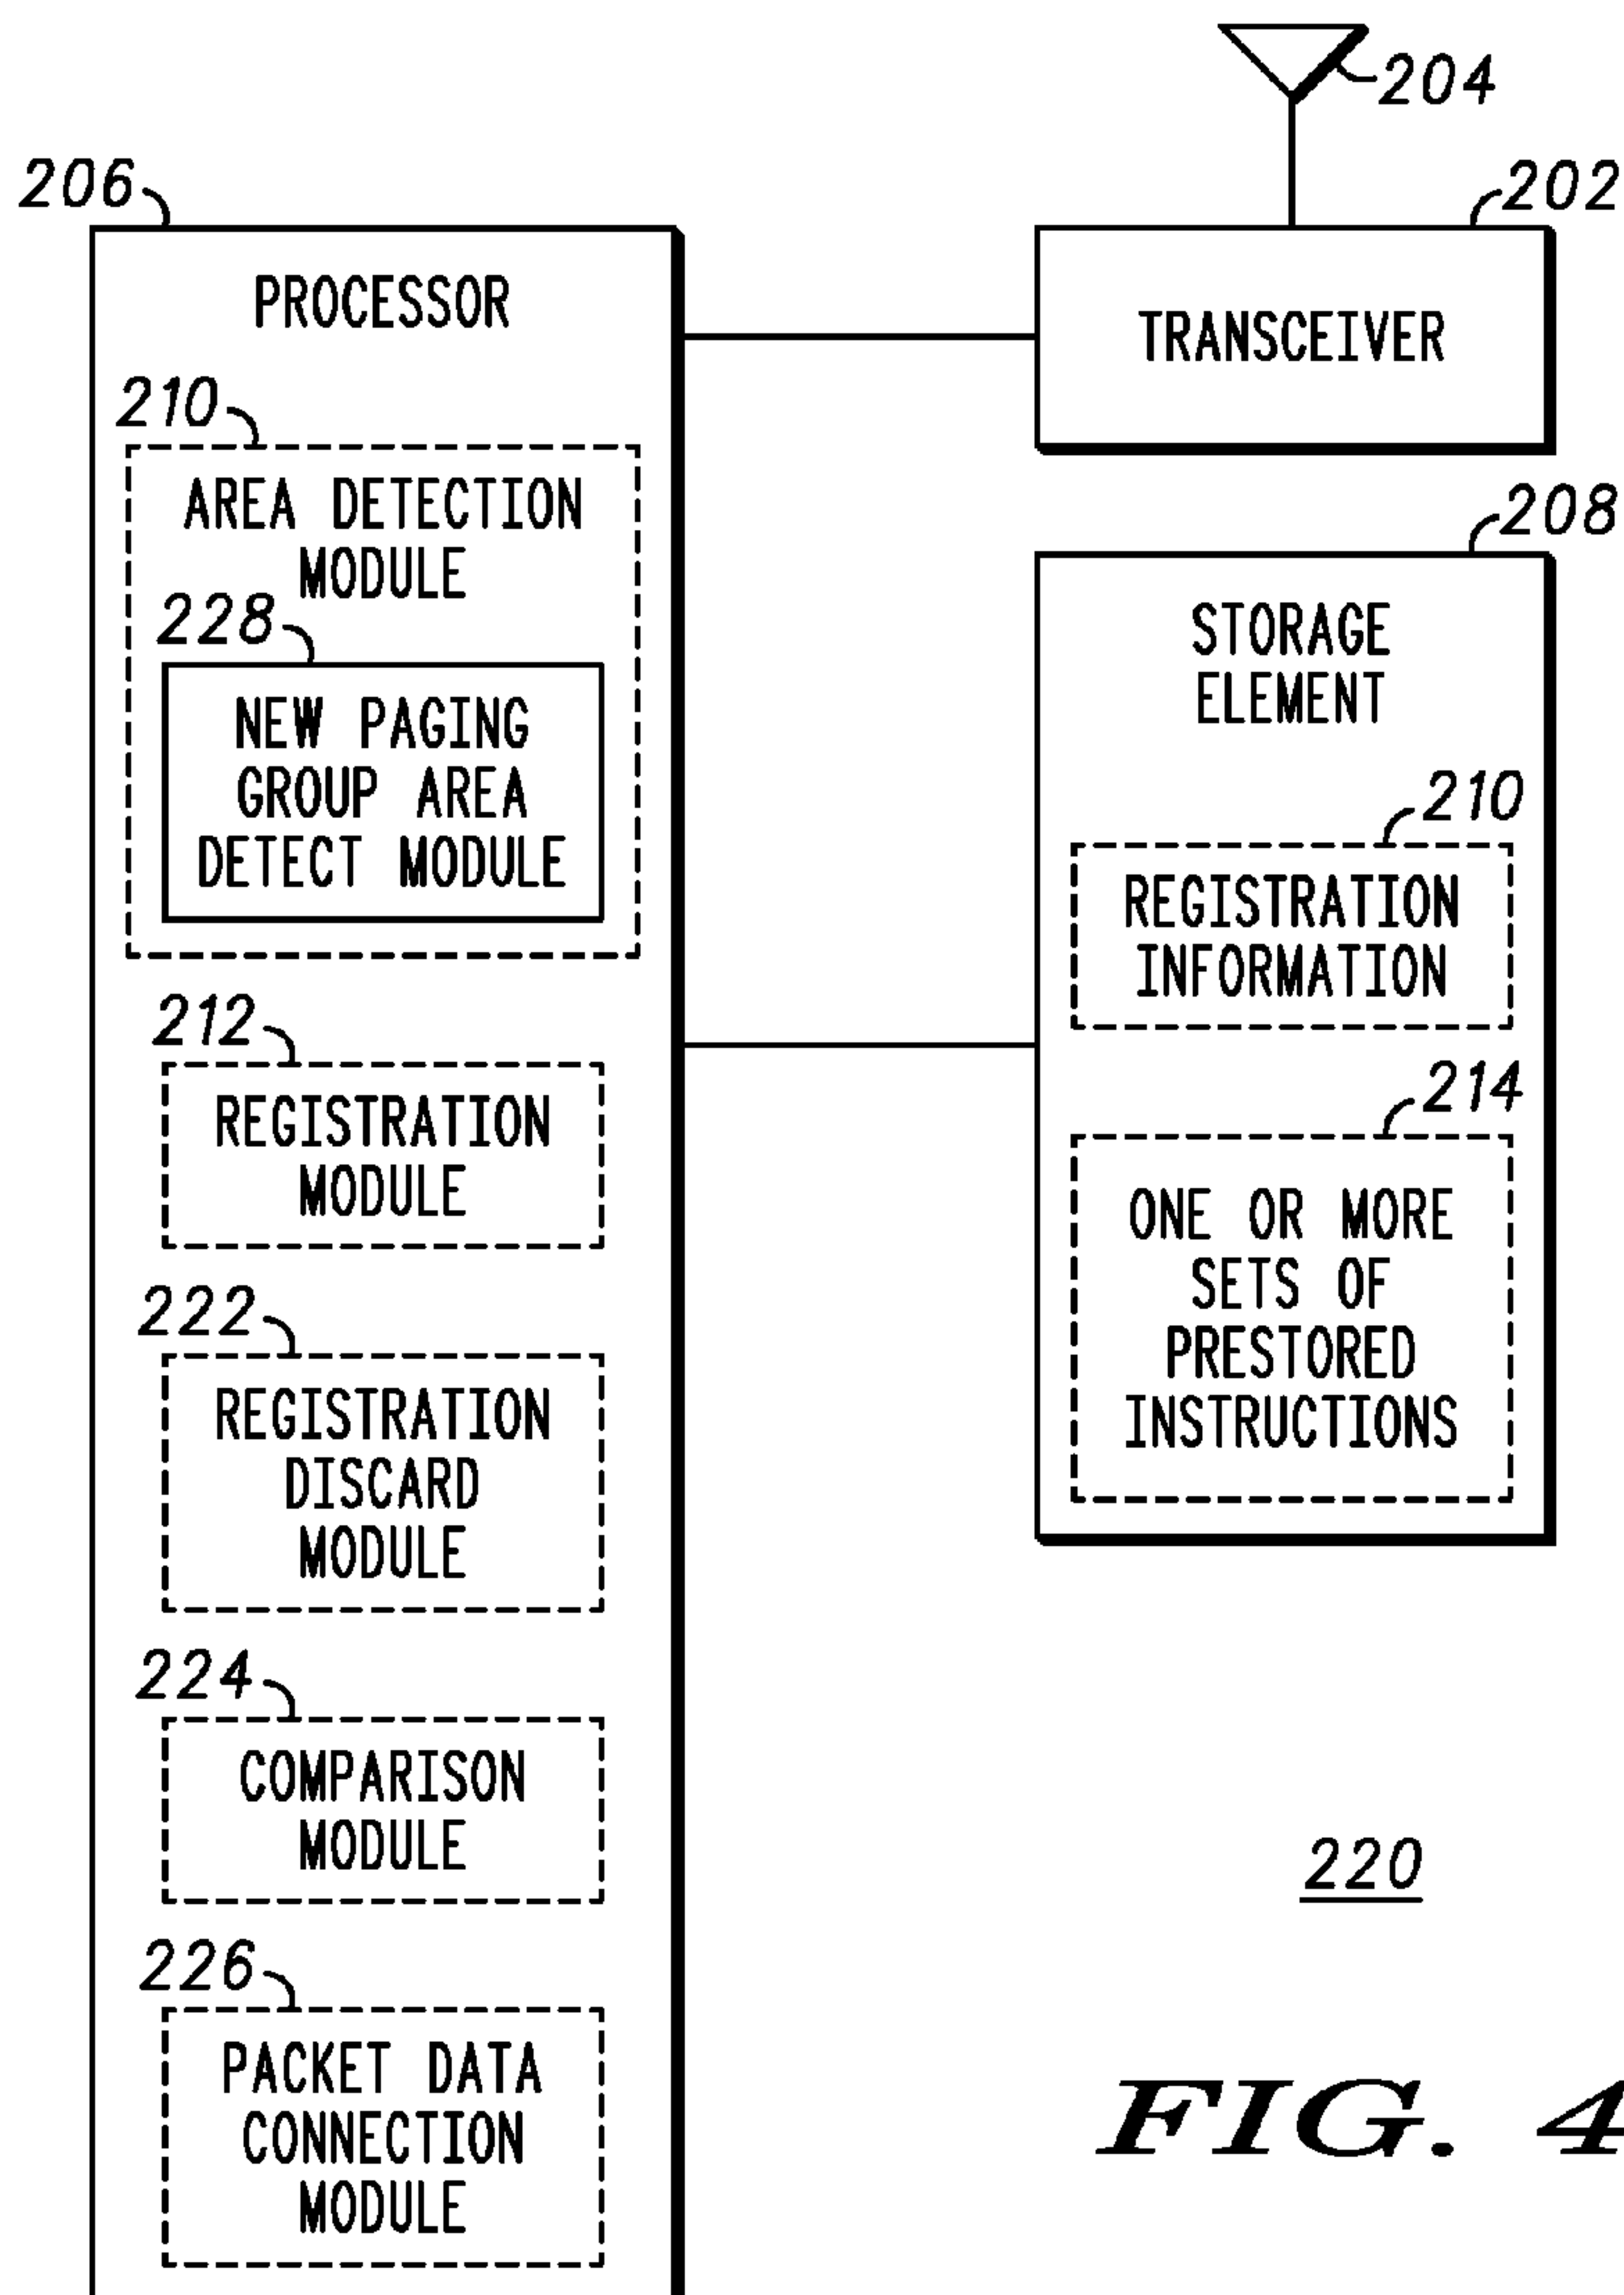 204
206
202
PROCESSOR
TRANSCEIVER
210
AREA DETECTION
MODULE
228
NEW PAGING
GROUP AREA
DETECT MODULE
212
REGISTRATION
MODULE
222
REGISTRATION
DISCARD
MODULE
224
COMPARISON
MODULE
226
PACKET DATA
CONNECTION
MODULE
208
STORAGE
ELEMENT
210
REGISTRATION
INFORMATION
214
ONE OR MORE
SETS OF
PRESTORED
INSTRUCTIONS
220
FIG. 4